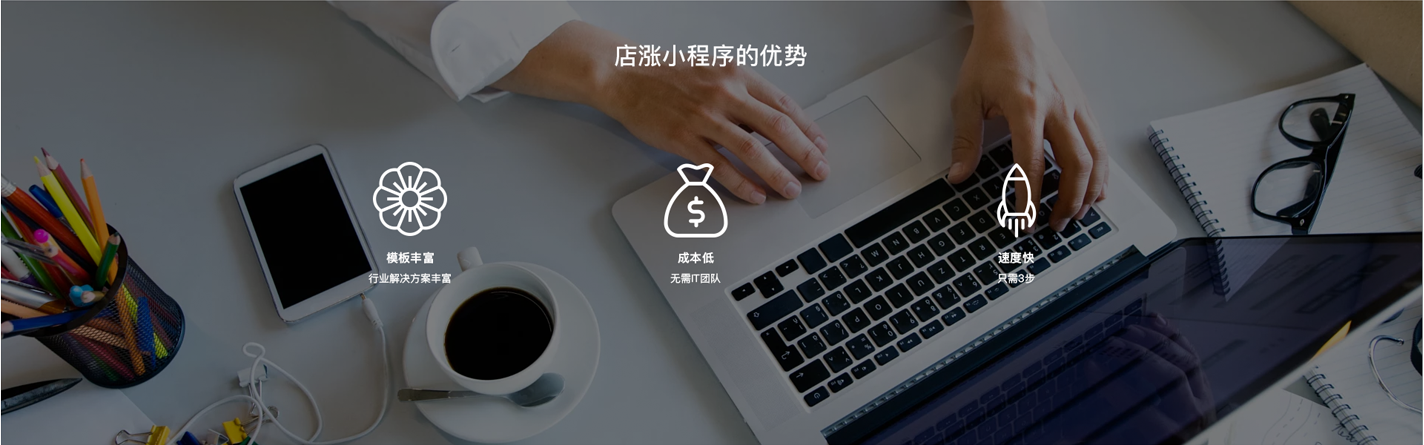 店涨小程序的优势
模板丰富
行业解决方案丰富
成本低
无需IT团队
速度快
只需3步